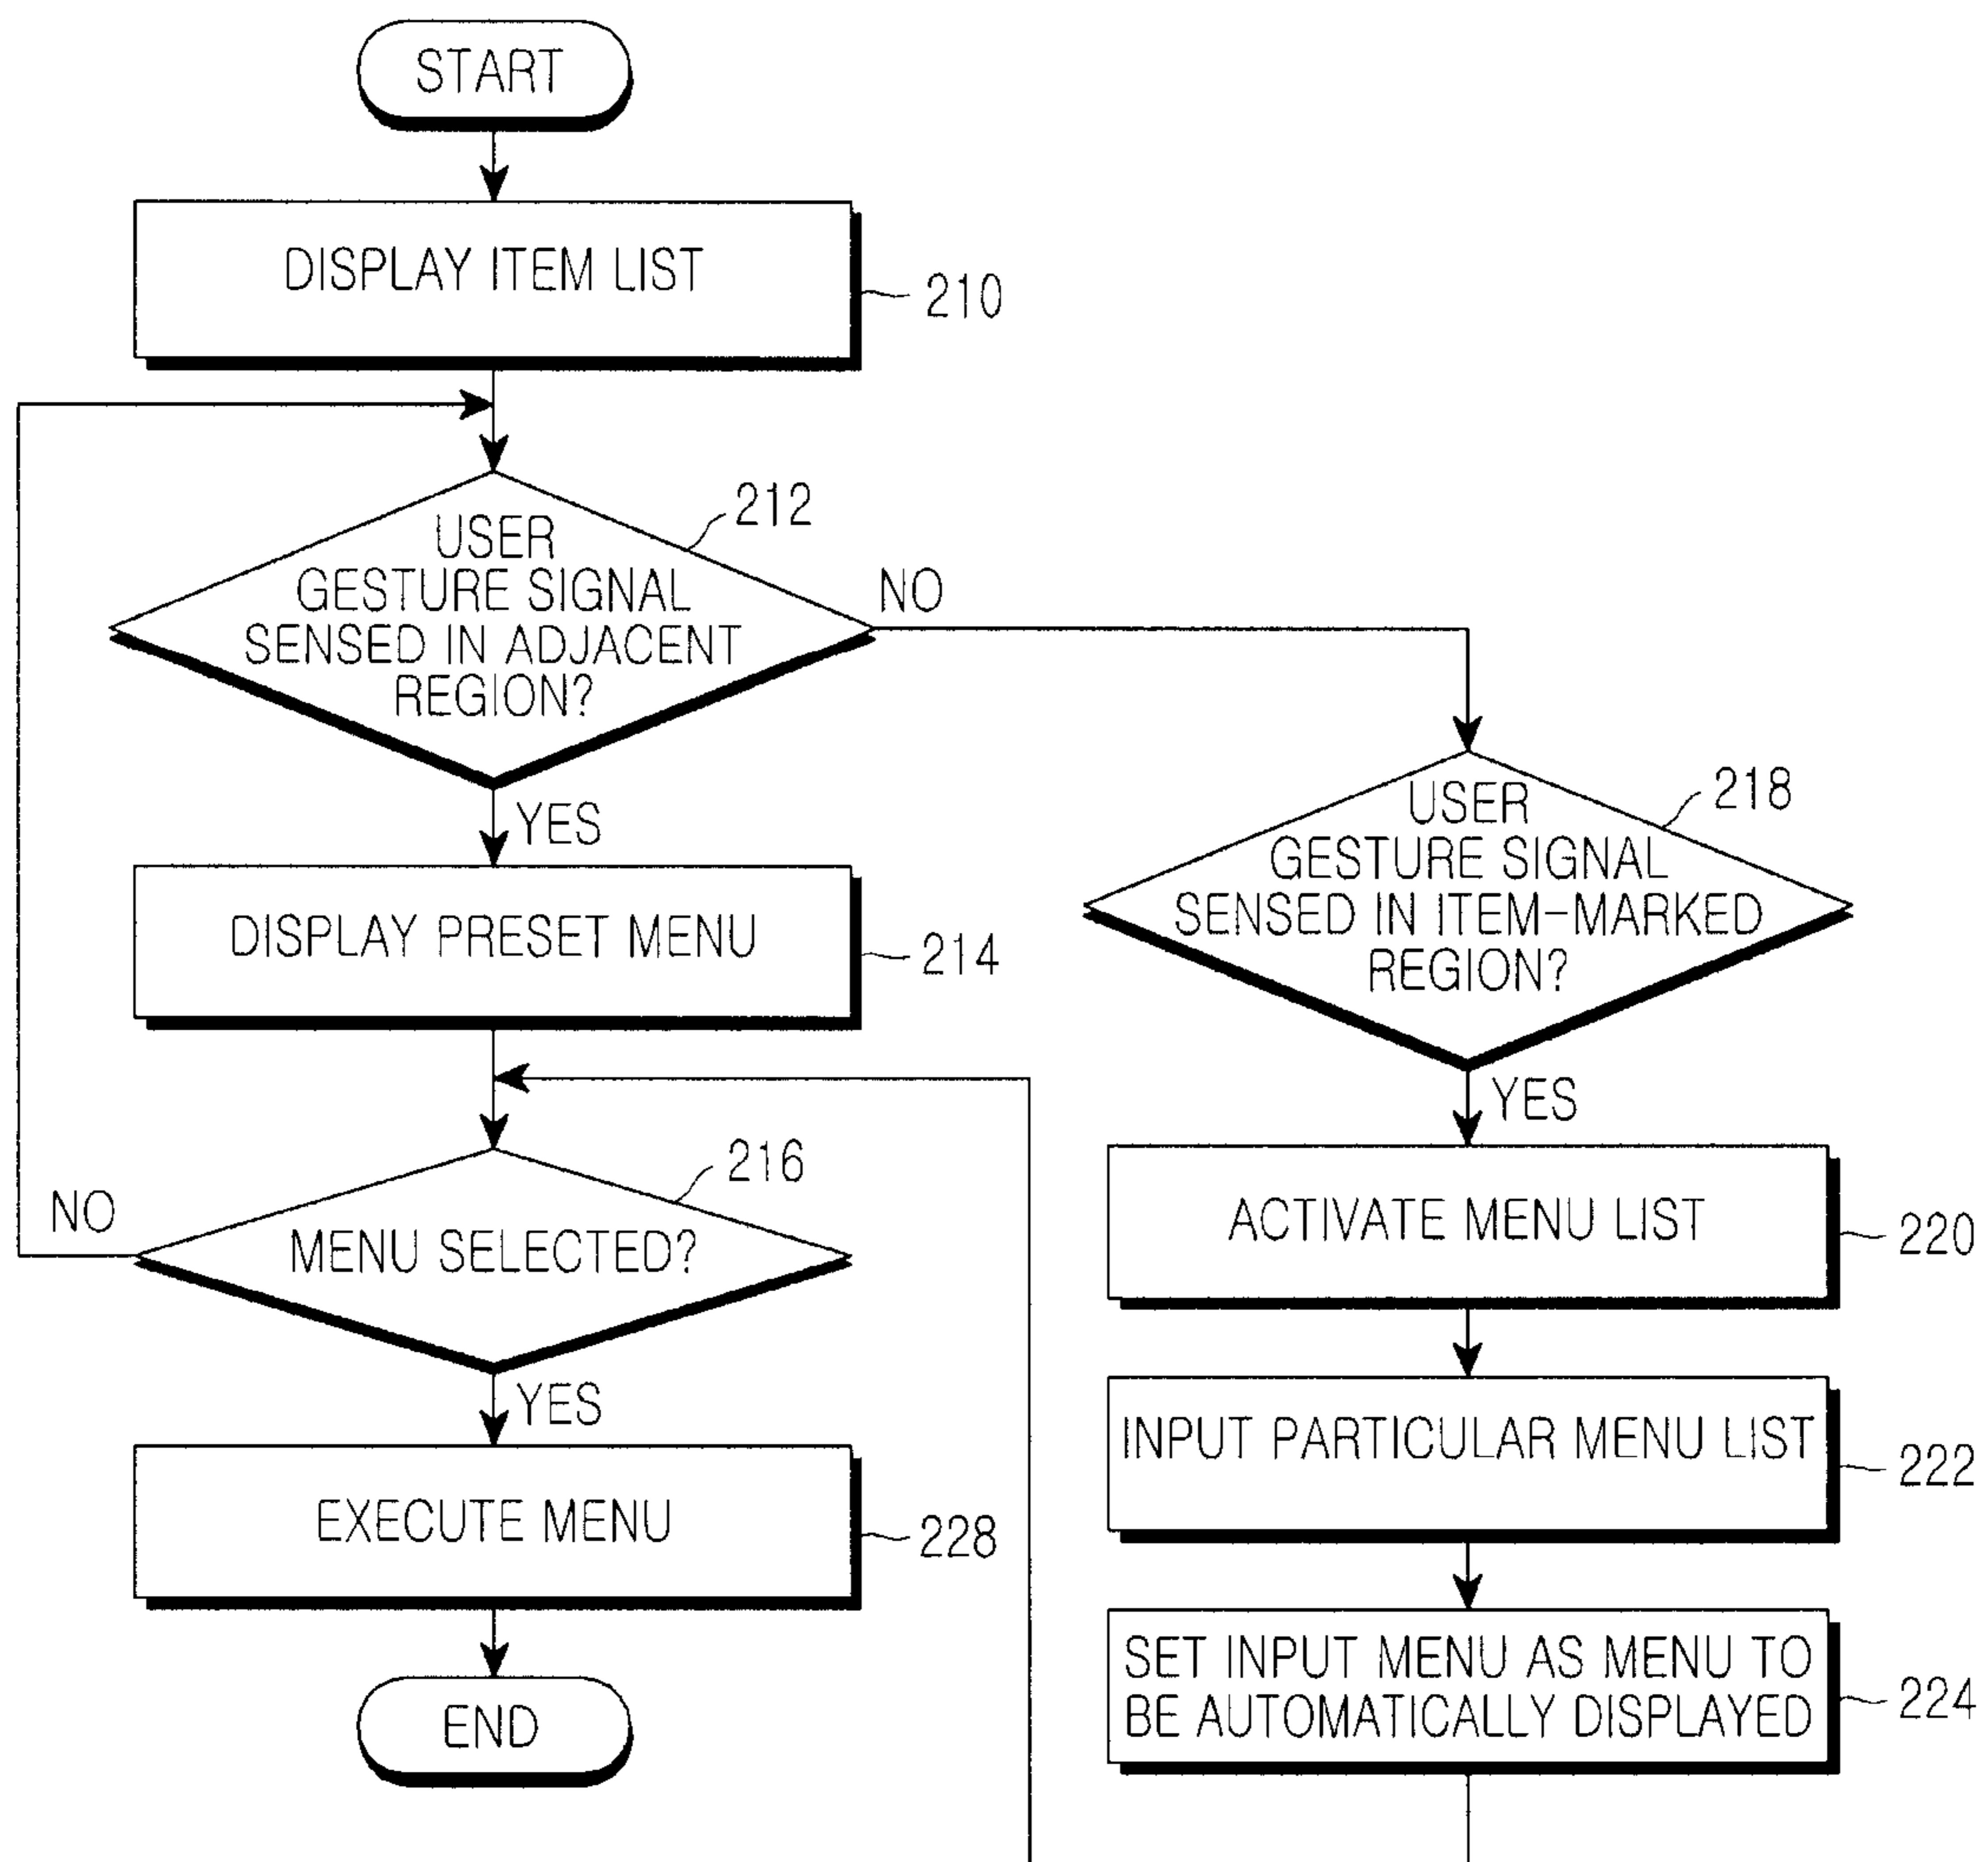 START
DISPLAY ITEM LIST
210
212
USER
GESTURE SIGNAL
SENSED IN ADJACENT
REGION?
NO
YES
DISPLAY PRESET MENU
214
216
MENU SELECTED?
NO
YES
EXECUTE MENU
228
END
218
USER
GESTURE SIGNAL
SENSED IN ITEM-MARKED
REGION?
YES
ACTIVATE MENU LIST
220
INPUT PARTICULAR MENU LIST
222
SET INPUT MENU AS MENU TO
BE AUTOMATICALLY DISPLAYED
224